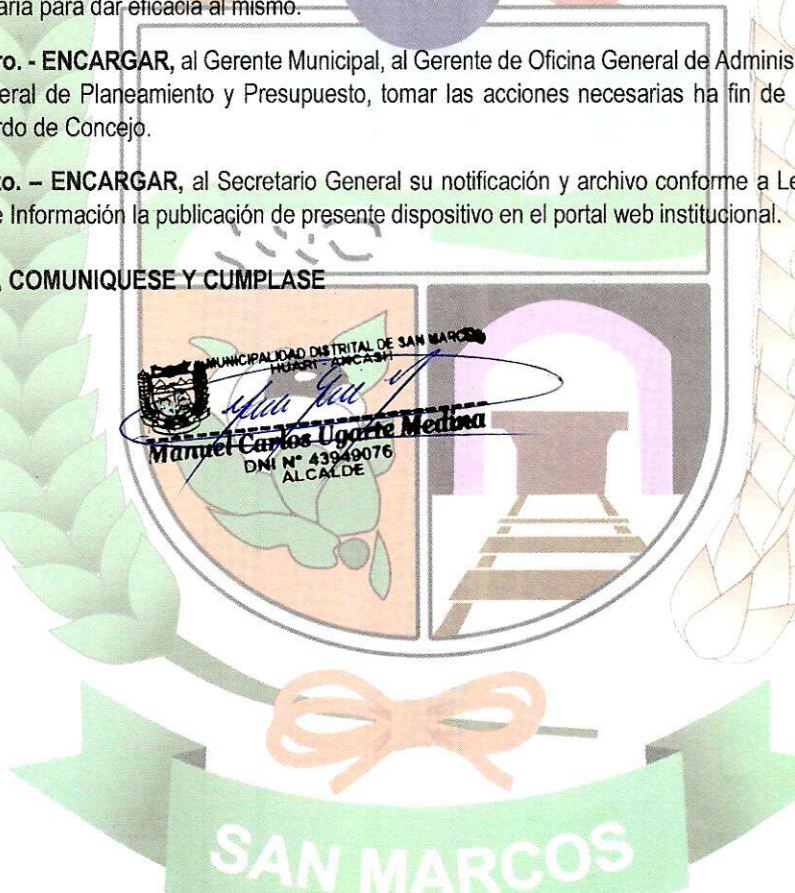 aria para dar eficacia al mismo.
ro. - ENCARGAR, al Gerente Municipal, al Gerente de Oficina General de Adminis
eral de Planeamiento y Presupuesto, tomar las acciones necesarias ha fin de
rdo de Concejo.
to. – ENCARGAR, al Secretario General su notificación y archivo conforme a Le
e Información la publicación de presente dispositivo en el portal web institucional.
, COMUNIQUESE Y CUMPLASE
MUNICIPALIDAD DISTRITAL DE SAN MARCOS
HUARI - ANCASH
Manuel Carlos Ugarte Medina
DNI N° 43949076
ALCALDE
SAN MARCOS